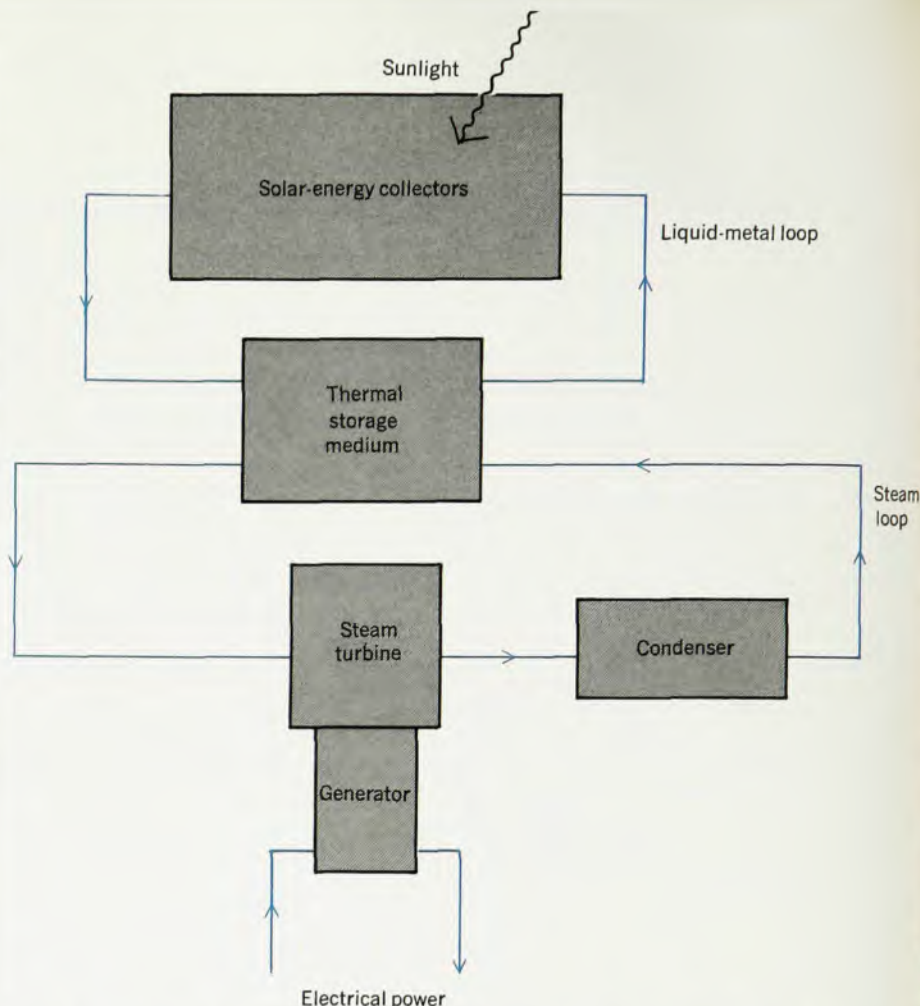 Sunlight
Solar-energy collectors
Liquid-metal loop
Thermal
storage
medium
Steam
loop
Steam
turbine
Condenser
Generator
Electrical power